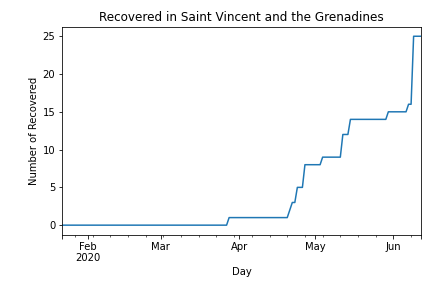 Recovered in Saint Vincent and the Grenadines
25
20
15
10
5
0
Number of Recovered
Feb Mar Apr May Jun
2020
Day